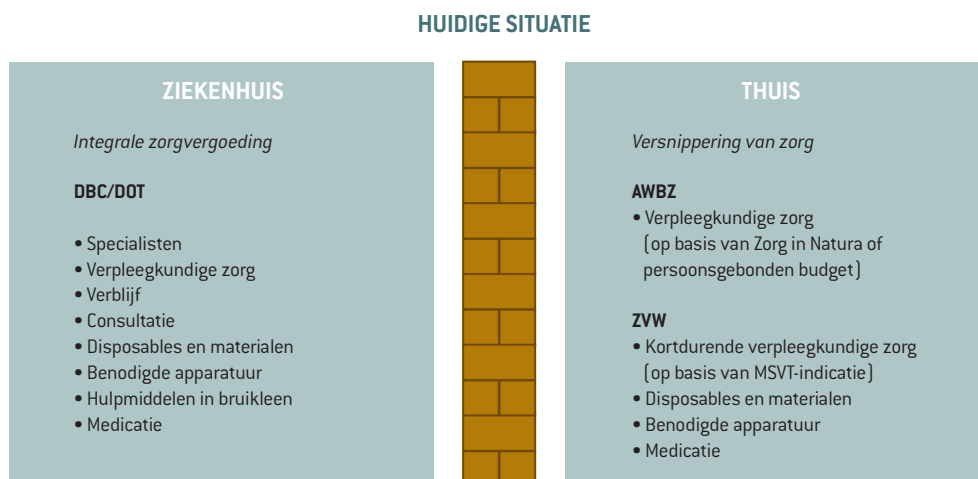 HUIDIGE SITUATIE
ZIEKENHUIS
Integrale zorgvergoeding
DBC/DOT
• Specialisten
• Verpleegkundige zorg
• Verblijf
• Consultatie
• Disposables en materialen
• Benodigde apparatuur
• Hulpmiddelen in bruikleen
• Medicatie
THUIS
Versnippering van zorg
AWBZ
• Verpleegkundige zorg
(op basis van Zorg in Natura of
persoonsgebonden budget)
ZVW
• Kortdurende verpleegkundige zorg
(op basis van MSVT-indicatie)
• Disposables en materialen
• Benodigde apparatuur
• Medicatie